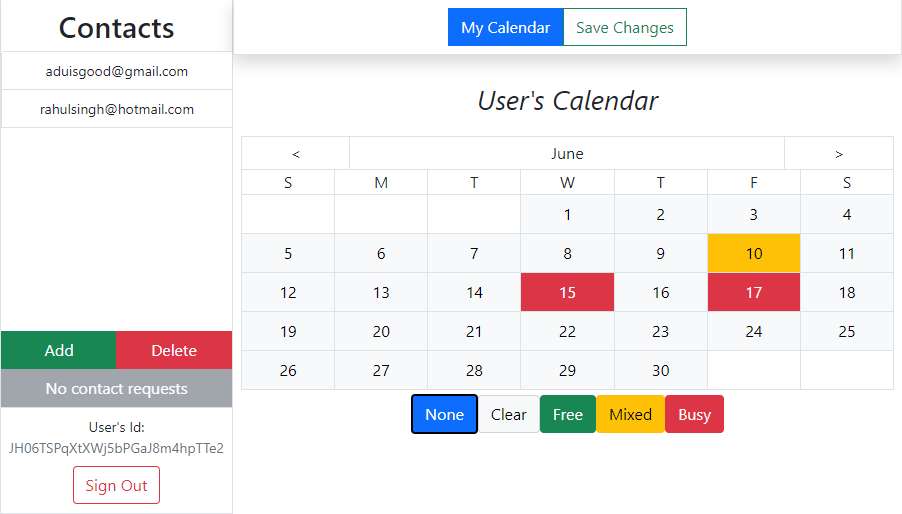 Contacts
aduisgood@gmail.com
rahulsingh@hotmail.com
Add Delete
No contact requests
User's Id:
JH06TSPqXtXWj5bPGaJ8m4hpTTe2
Sign Out
My Calendar Save Changes
User's Calendar
< June >
S M T W T F S
1 2 3 4
5 6 7 8 9 10 11
12 13 14 15 16 17 18
19 20 21 22 23 24 25
26 27 28 29 30
None Clear Free Mixed Busy